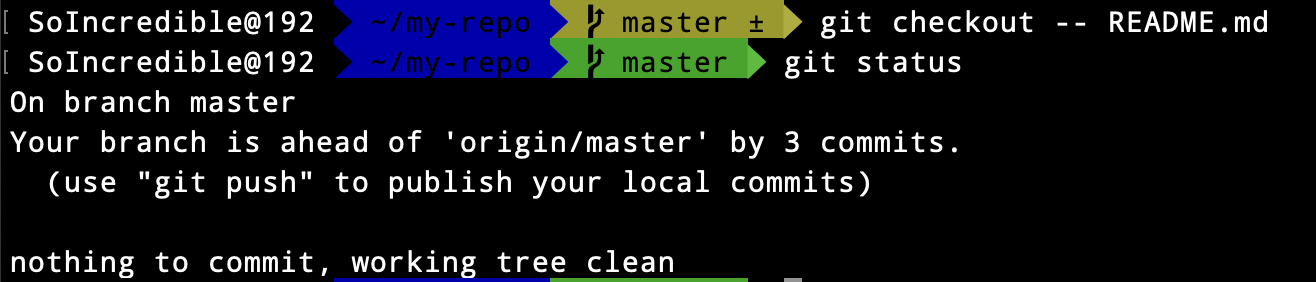 [ SoIncredible@192 ~/my-repo master ± git checkout -- README.md
[ SoIncredible@192 ~/my-repo master git status
On branch master
Your branch is ahead of 'origin/master' by 3 commits.
(use "git push" to publish your local commits)
nothing to commit, working tree clean